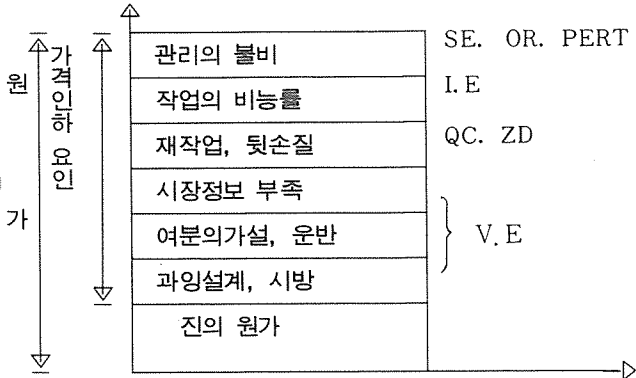 원가
가격인하 요인
관리의 불비
작업의 비능률
재작업, 뒷손질
시장정보 부족
여분의가설, 운반
과잉설계, 시방
진의 원가
SE. OR. PERT
I.E
QC. ZD
V.E